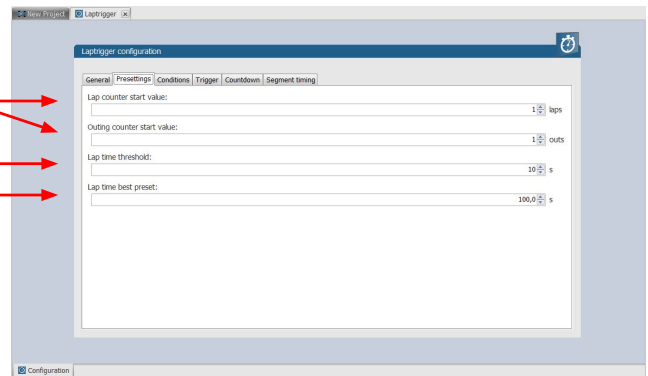 New Project Laptrigger
Laptrigger configuration
General Presettings Conditions Trigger Countdown Segment timing
Lap counter start value:
1 laps
Outing counter start value:
1 outs
Lap time threshold:
10 s
Lap time best preset:
100,0 s
Configuration